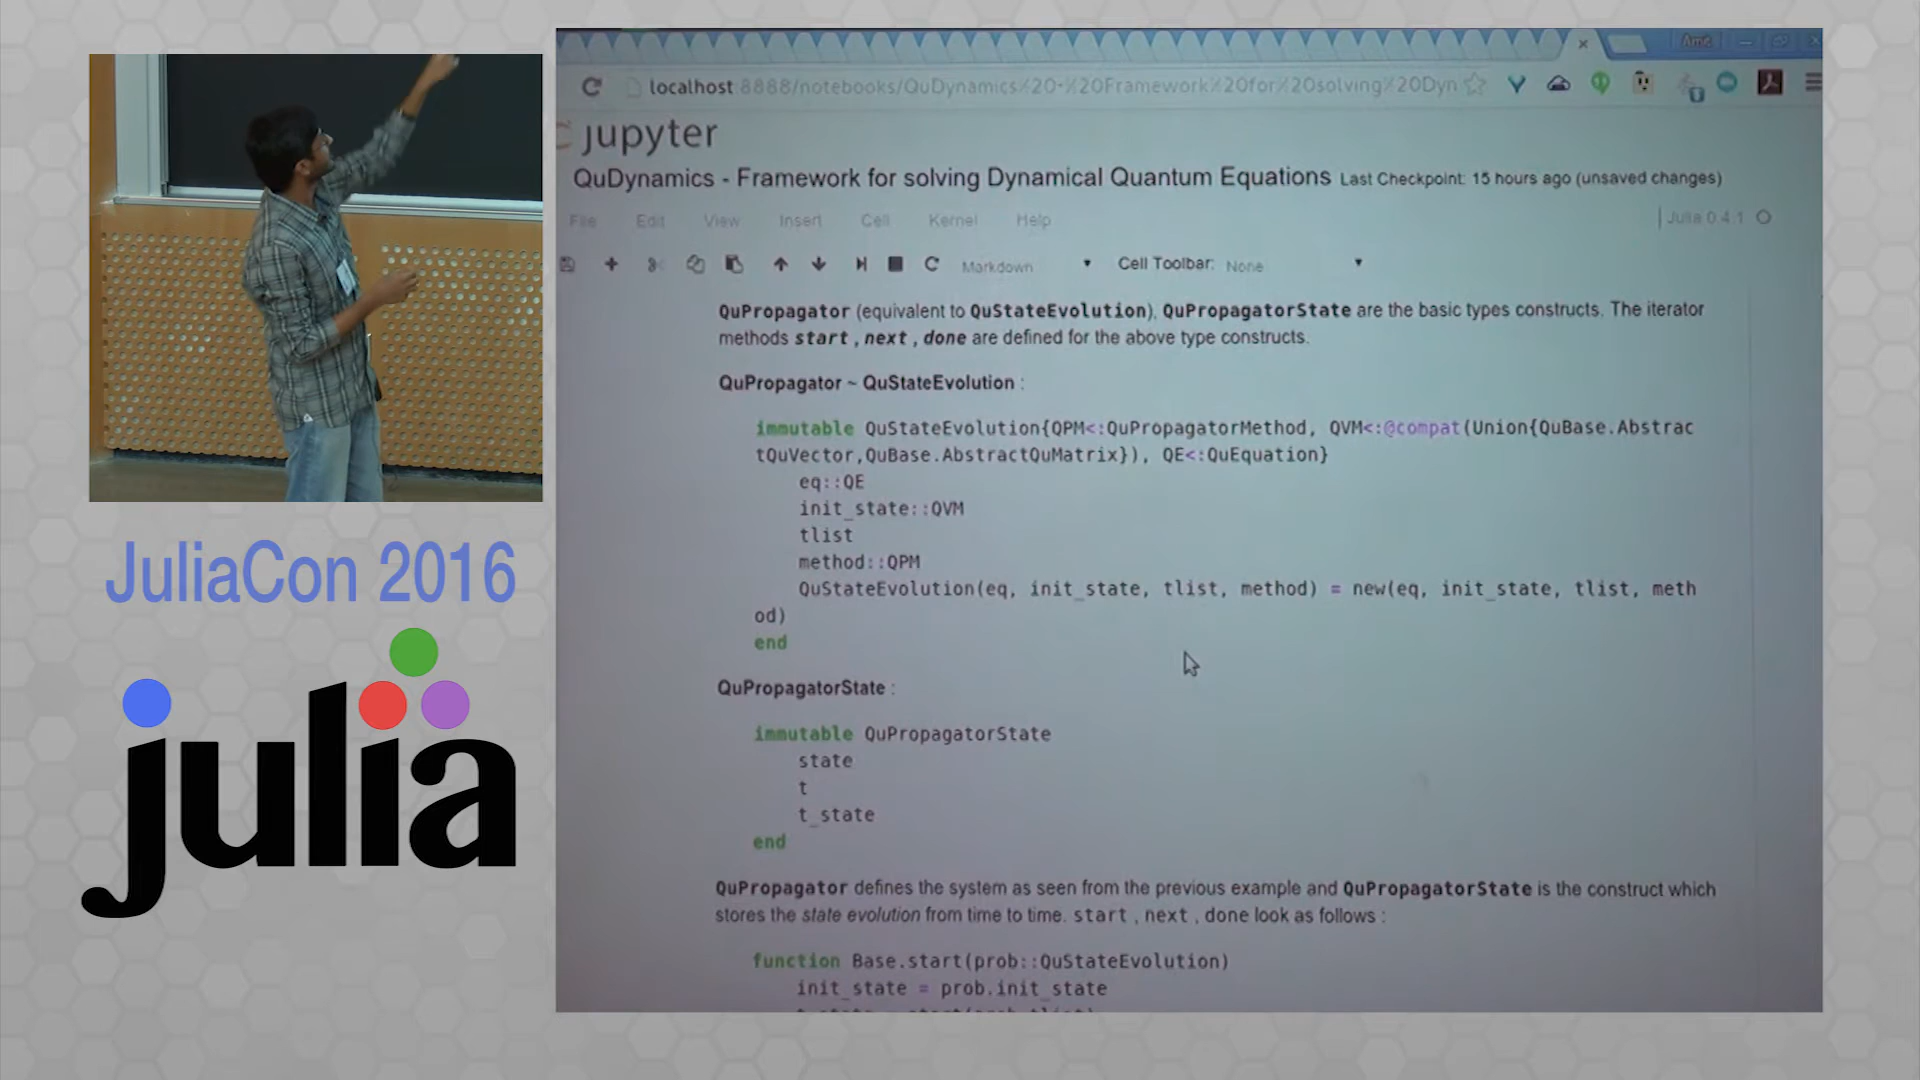 Amit
localhost:8888/notebooks/QuDynamics%20-%20Framework%20for%20solving%20Dyn
jupyter
QuDynamics - Framework for solving Dynamical Quantum Equations Last Checkpoint: 15 hours ago (unsaved changes)
File Edit View Insert Cell Kernel Help
Julia 0.4.1
Markdown Cell Toolbar: None
QuPropagator (equivalent to QuStateEvolution), QuPropagatorState are the basic types constructs. The iterator
methods start , next , done are defined for the above type constructs.
QuPropagator ~ QuStateEvolution :
immutable QuStateEvolution{QPM<:QuPropagatorMethod, QVM<:@compat(Union{QuBase.Abstrac
tQuVector,QuBase.AbstractQuMatrix}), QE<:QuEquation}
eq::QE
init_state::QVM
tlist
method::QPM
QuStateEvolution(eq, init_state, tlist, method) = new(eq, init_state, tlist, meth
od)
end
QuPropagatorState :
immutable QuPropagatorState
state
t
t_state
end
QuPropagator defines the system as seen from the previous example and QuPropagatorState is the construct which
stores the state evolution from time to time. start , next , done look as follows :
function Base.start(prob::QuStateEvolution)
init_state = prob.init_state
JuliaCon 2016
julia